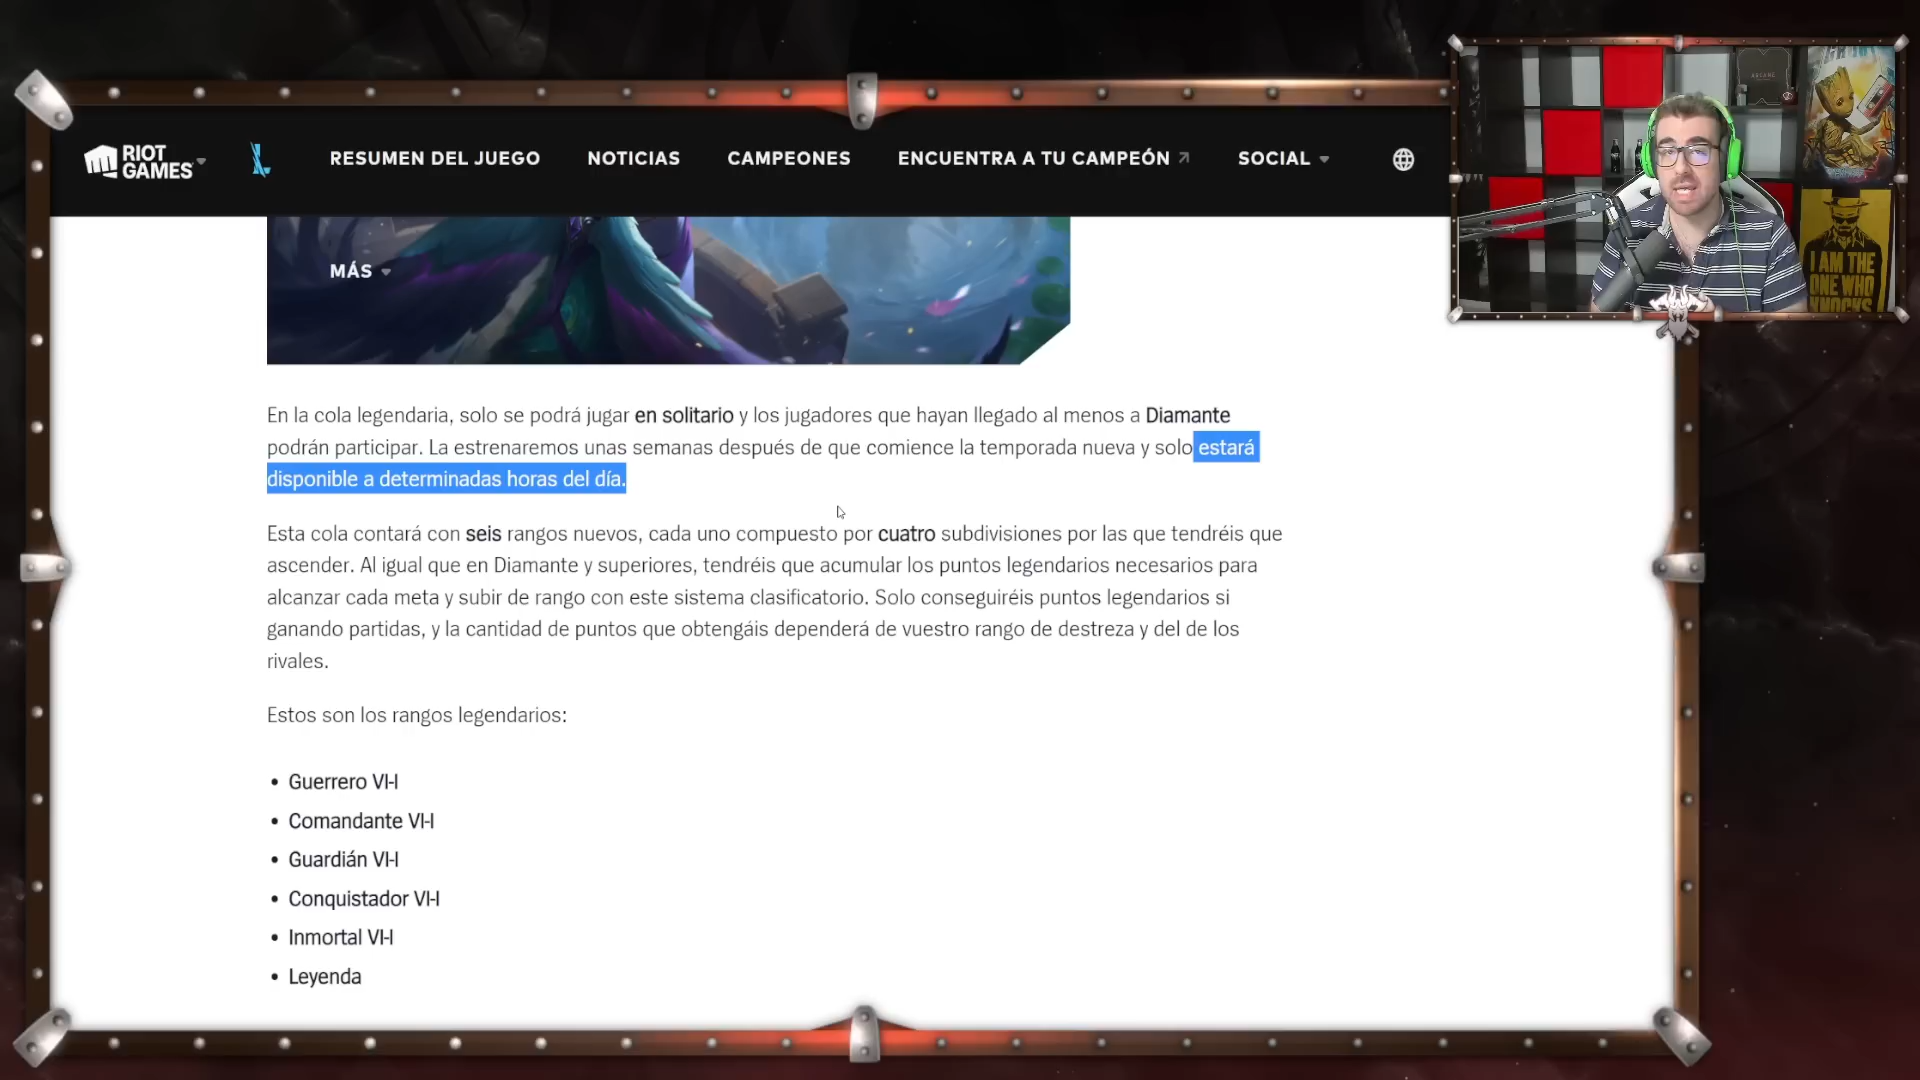 RIOT
GAMES
RESUMEN DEL JUEGO
NOTICIAS
CAMPEONES
ENCUENTRA A TU CAMPEÓN
SOCIAL
ARCANE
I AM THE
ONE WHO
KNOCKS
MÁS
En la cola legendaria, solo se podrá jugar en solitario y los jugadores que hayan llegado al menos a Diamante
podrán participar. La estrenaremos unas semanas después de que comience la temporada nueva y solo estará
disponible a determinadas horas del día.
Esta cola contará con seis rangos nuevos, cada uno compuesto por cuatro subdivisiones por las que tendréis que
ascender. Al igual que en Diamante y superiores, tendréis que acumular los puntos legendarios necesarios para
alcanzar cada meta y subir de rango con este sistema clasificatorio. Solo conseguiréis puntos legendarios si
ganando partidas, y la cantidad de puntos que obtengáis dependerá de vuestro rango de destreza y del de los
rivales.
Estos son los rangos legendarios:
• Guerrero VI-I
• Comandante VI-I
• Guardián VI-I
• Conquistador VI-I
• Inmortal VI-I
• Leyenda